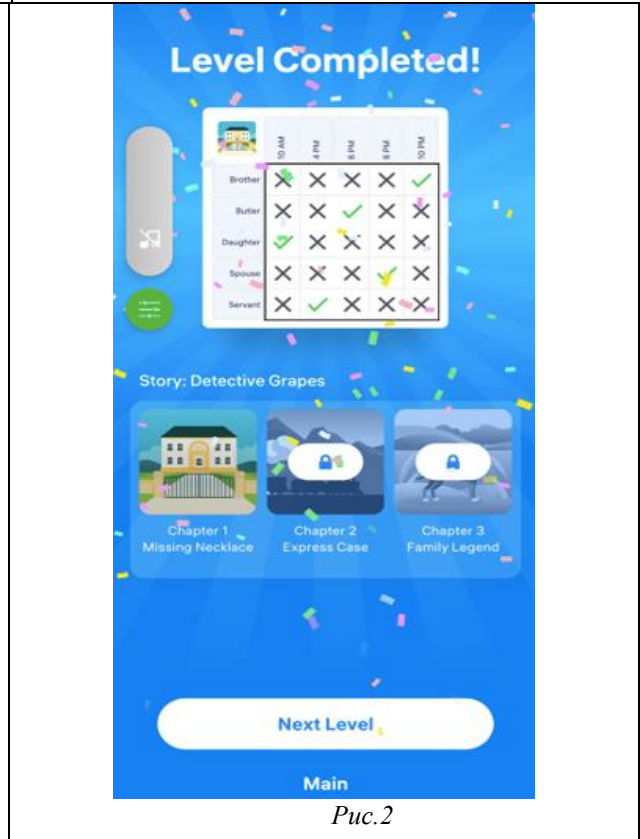 Level Completed!
10 AM 4 PM 6 PM 8 PM 10 PM
Brother
Butler
Daughter
Spouse
Servant
Story: Detective Grapes
Chapter 1 Chapter 2 Chapter 3
Missing Necklace Express Case Family Legend
Next Level
Main
Рис.2